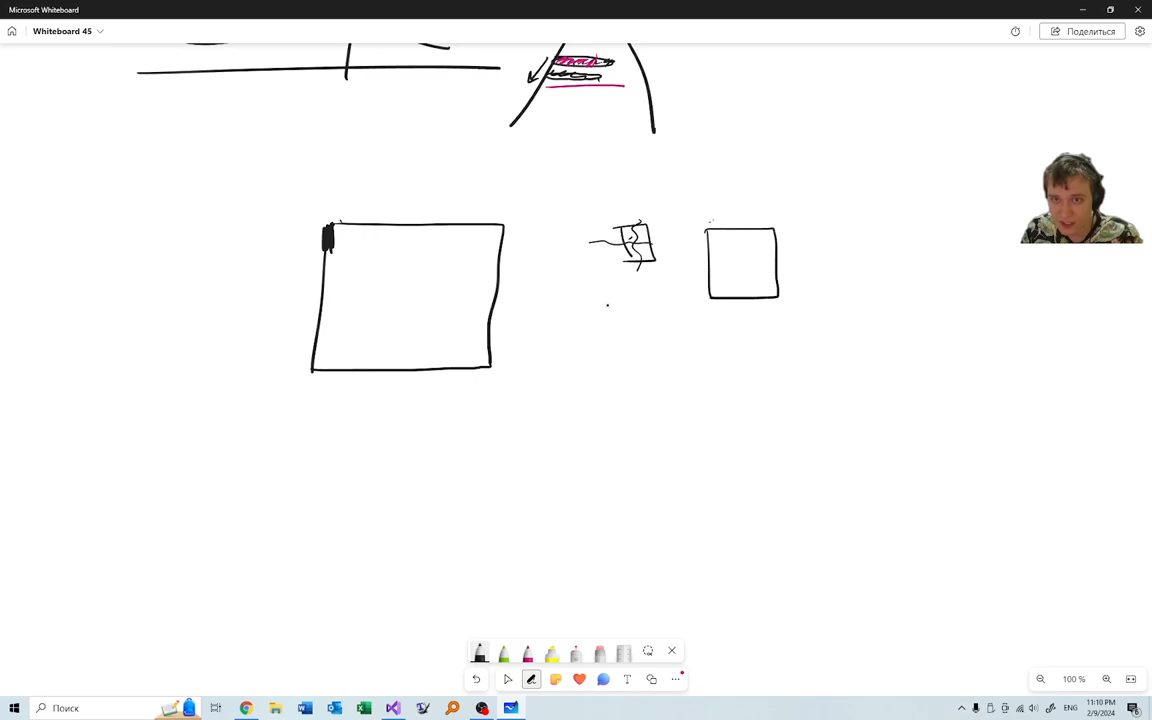 Microsoft Whiteboard
Whiteboard 45
Поделиться
100 %
Поиск
ENG
11:10 PM
2/9/2024